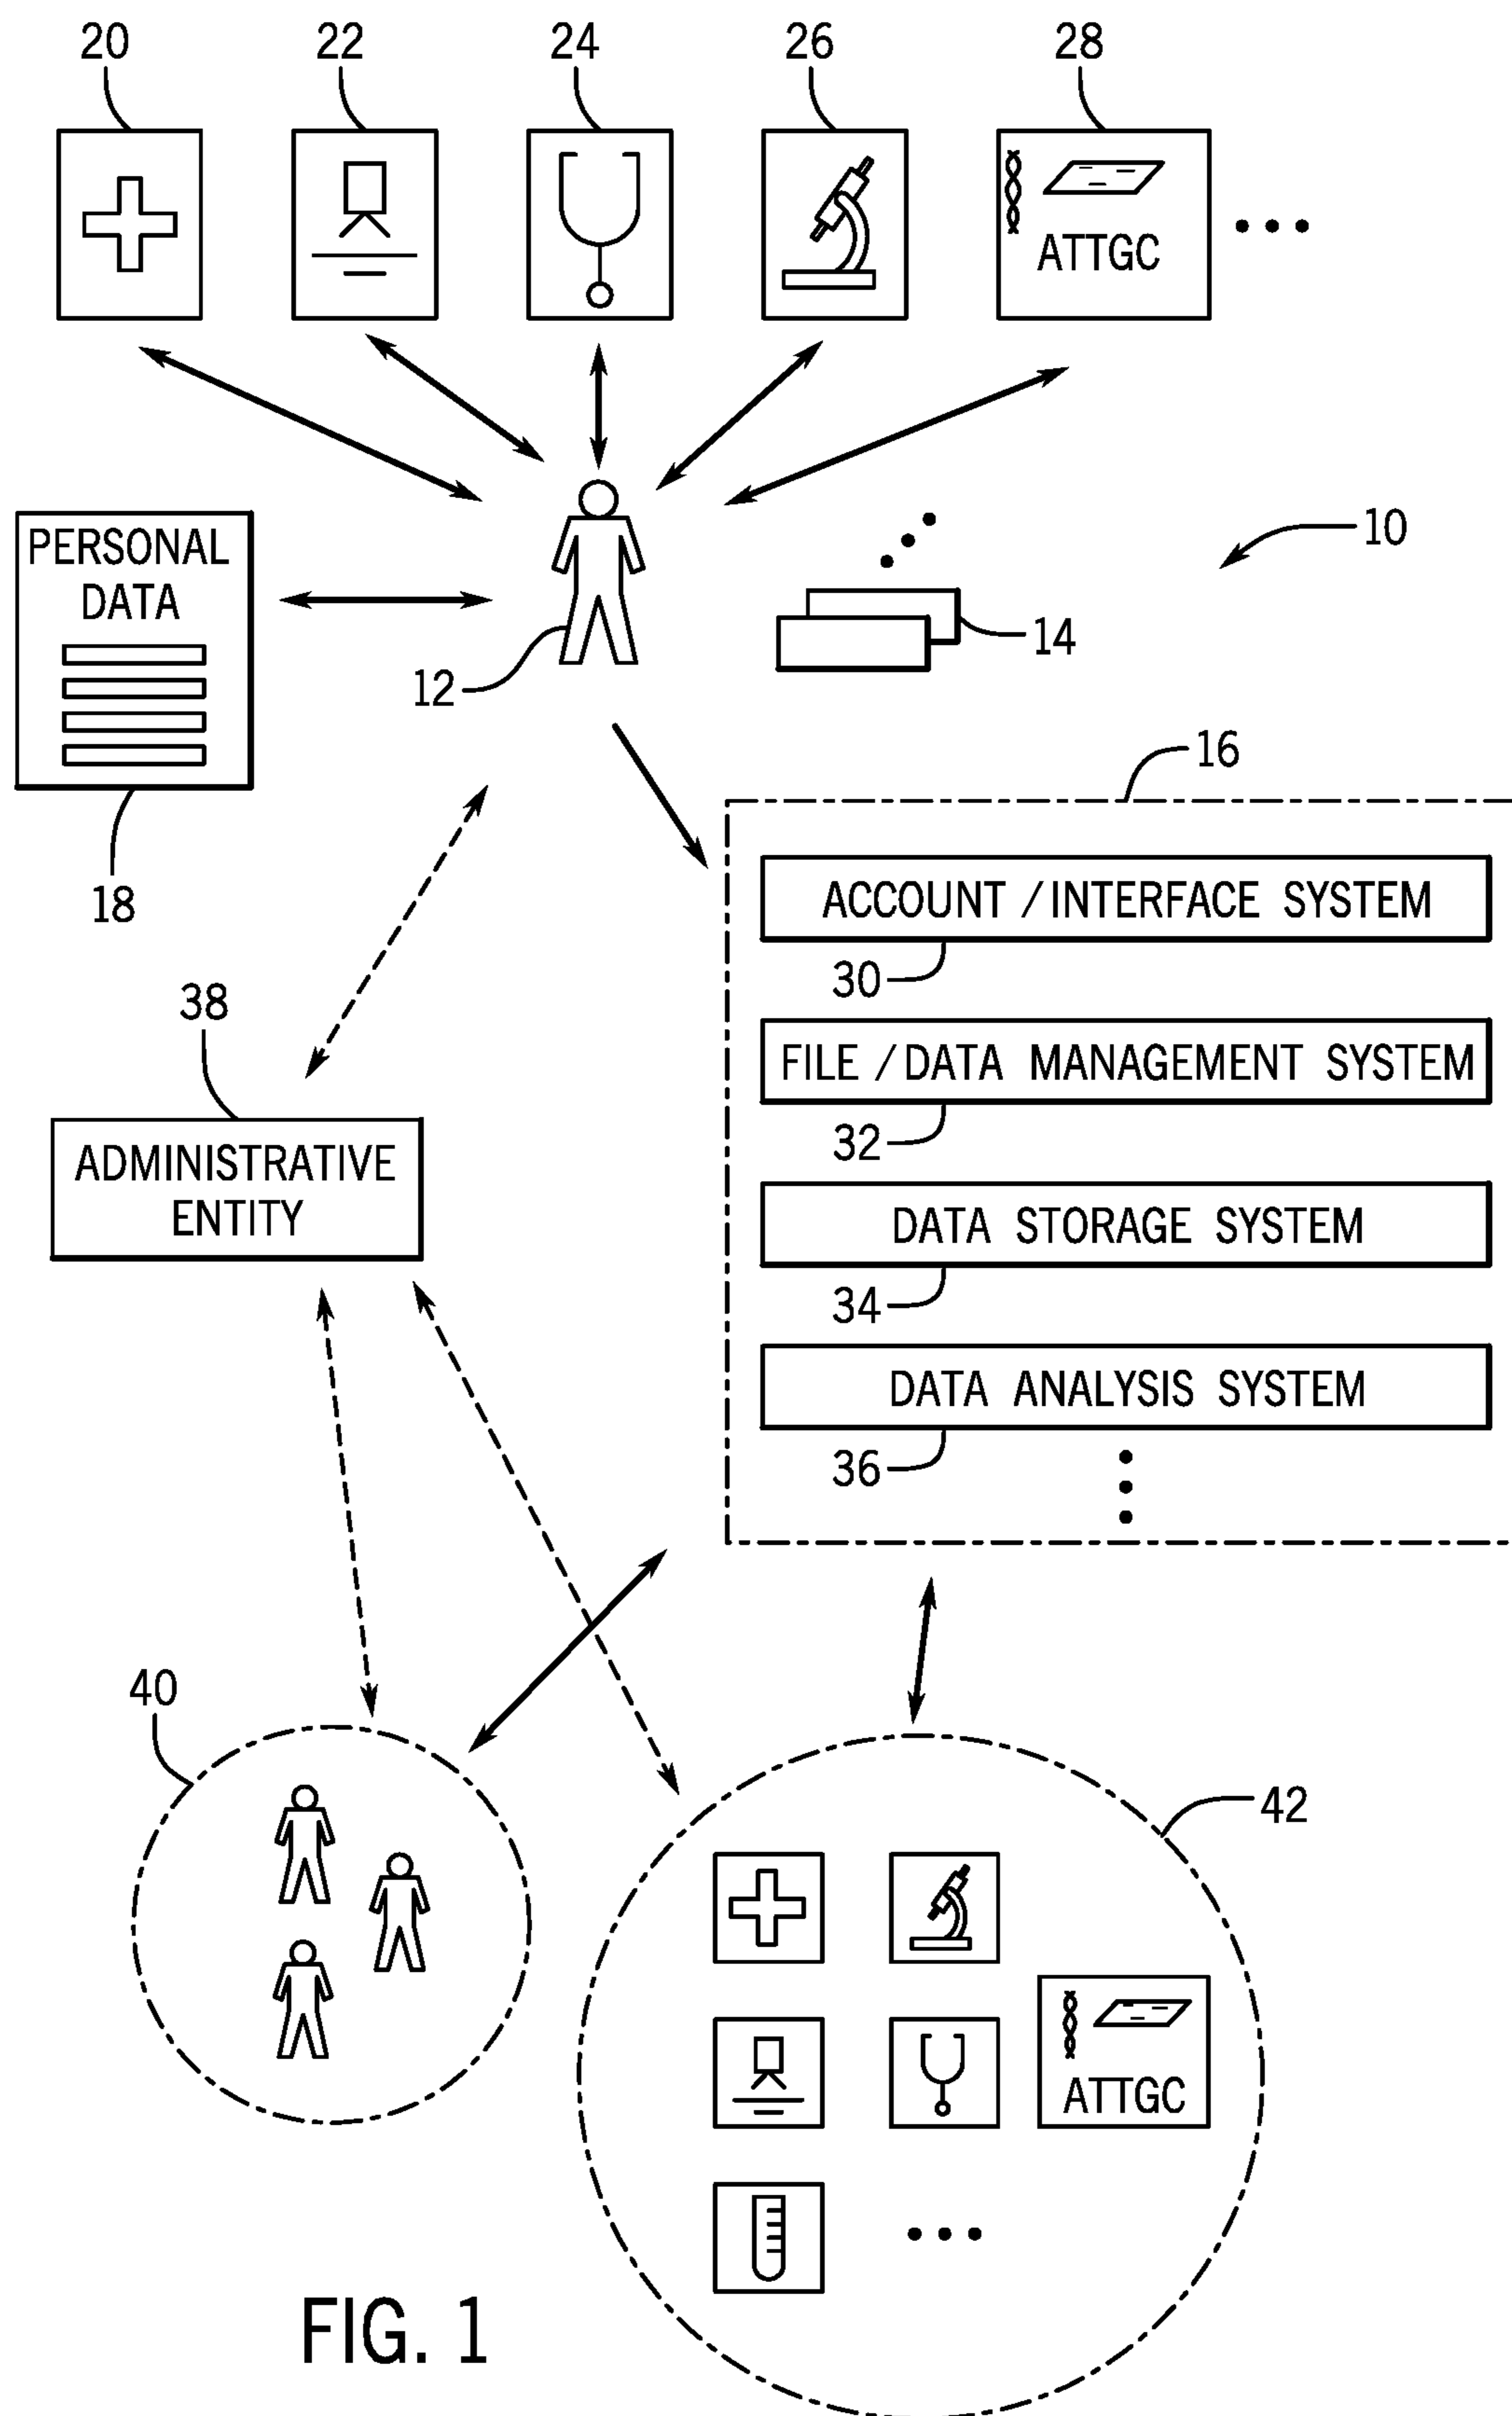 20
22
24
26
28
ATTGC
PERSONAL
DATA
10
14
12
16
18
ACCOUNT / INTERFACE SYSTEM
30
38
FILE / DATA MANAGEMENT SYSTEM
32
ADMINISTRATIVE
ENTITY
DATA STORAGE SYSTEM
34
DATA ANALYSIS SYSTEM
36
40
42
ATTGC
FIG. 1